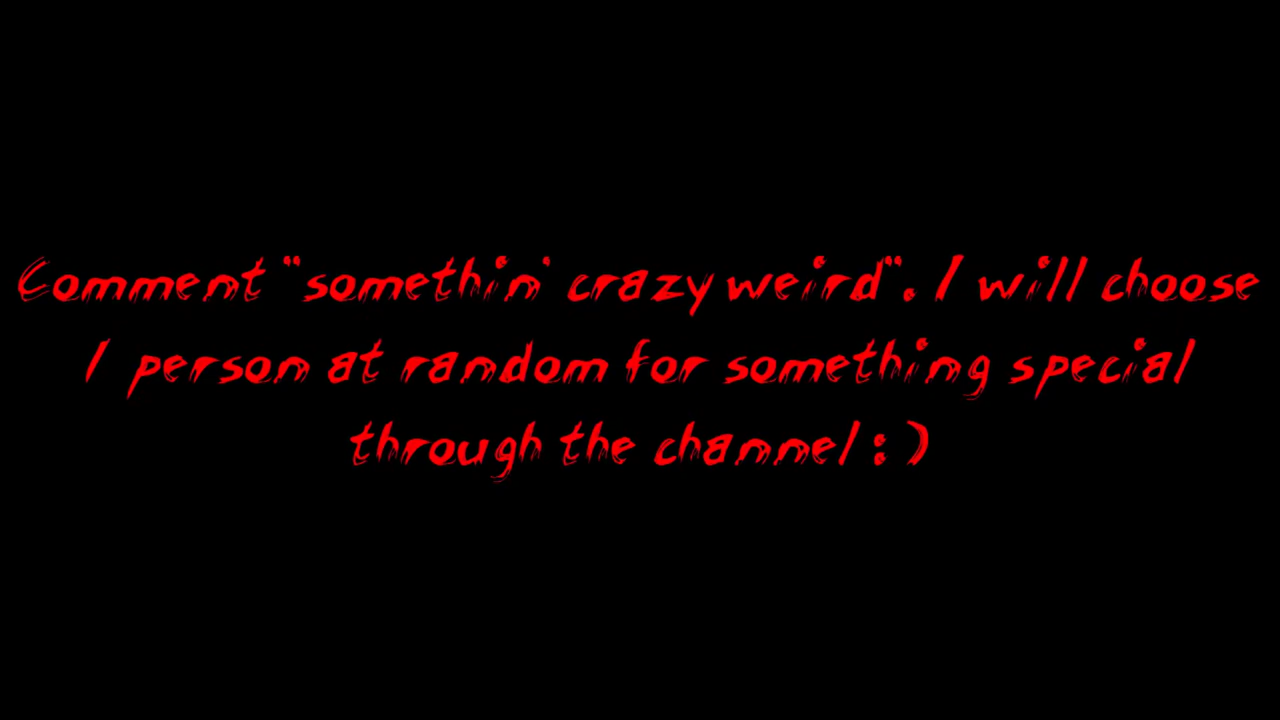 Comment "somethin' crazy weird". I will choose
1 person at random for something special
through the channel : )